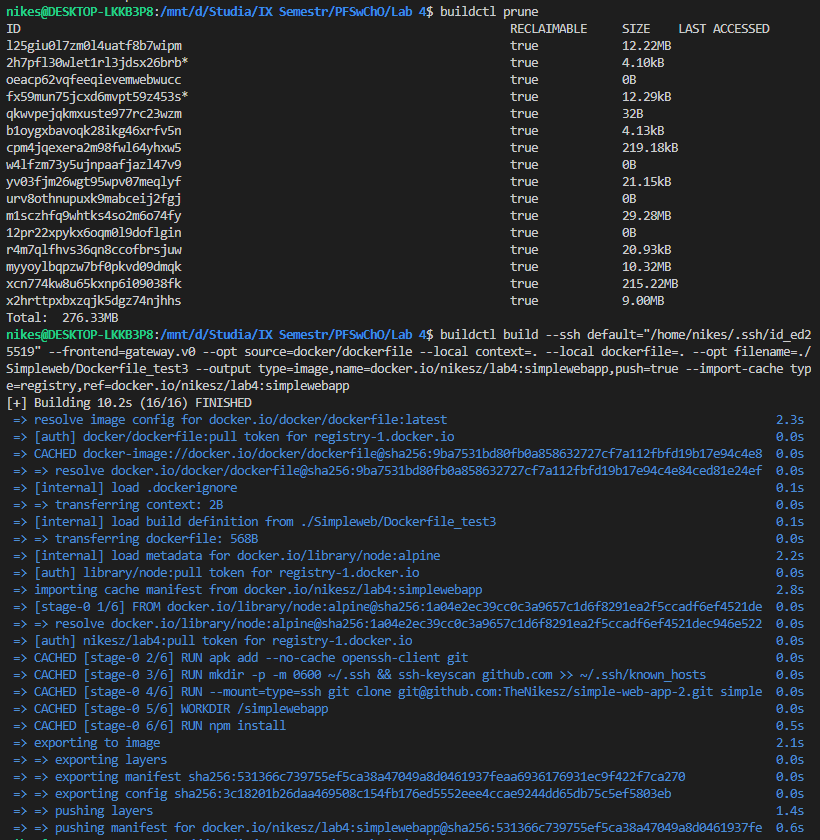 nikes@DESKTOP-LKKB3P8:/mnt/d/Studia/IX Semestr/PFSwChO/Lab 4$ buildctl prune
ID RECLAIMABLE SIZE LAST ACCESSED
l25giu0l7zm0l4uatf8b7wipm true 12.22MB
2h7pfl30wlet1rl3jdsx26brb* true 4.10kB
oeacp62vqfeeqievemwebwucc true 0B
fx59mun75jcxd6mvpt59z453s* true 12.29kB
qkwvpejqkmxuste977rc23wzm true 32B
b1oygxbavoqk28ikg46xrfv5n true 4.13kB
cpm4jqexera2m98fwl64yhxw5 true 219.18kB
w4lfzm73y5ujnpaafjazl47v9 true 0B
yv03fjm26wgt95wpv07meqlyf true 21.15kB
urv8othnupuxk9mabceij2fgj true 0B
m1sczhfq9whtks4so2m6o74fy true 29.28MB
12pr22xpykx6oqm0l9doflgin true 0B
r4m7qlfhvs36qn8ccofbrsjuw true 20.93kB
myyoylbqpzw7bf0pkvd09dmqk true 10.32MB
xcn774kw8u65kxnp6i09038fk true 215.22MB
x2hrttpxbxzqjk5dgz74njhhs true 9.00MB
Total: 276.33MB
nikes@DESKTOP-LKKB3P8:/mnt/d/Studia/IX Semestr/PFSwChO/Lab 4$ buildctl build --ssh default="/home/nikes/.ssh/id_ed2
5519" --frontend=gateway.v0 --opt source=docker/dockerfile --local context=. --local dockerfile=. --opt filename=./
Simpleweb/Dockerfile_test3 --output type=image,name=docker.io/nikesz/lab4:simplewebapp,push=true --import-cache typ
e=registry,ref=docker.io/nikesz/lab4:simplewebapp
[+] Building 10.2s (16/16) FINISHED
=> resolve image config for docker.io/docker/dockerfile:latest 2.3s
=> [auth] docker/dockerfile:pull token for registry-1.docker.io 0.0s
=> CACHED docker-image://docker.io/docker/dockerfile@sha256:9ba7531bd80fb0a858632727cf7a112fbfd19b17e94c4e8 0.0s
=> => resolve docker.io/docker/dockerfile@sha256:9ba7531bd80fb0a858632727cf7a112fbfd19b17e94c4e84ced81e24ef 0.0s
=> [internal] load .dockerignore 0.1s
=> => transferring context: 2B 0.0s
=> [internal] load build definition from ./Simpleweb/Dockerfile_test3 0.1s
=> => transferring dockerfile: 568B 0.0s
=> [internal] load metadata for docker.io/library/node:alpine 2.2s
=> [auth] library/node:pull token for registry-1.docker.io 0.0s
=> importing cache manifest from docker.io/nikesz/lab4:simplewebapp 2.8s
=> [stage-0 1/6] FROM docker.io/library/node:alpine@sha256:1a04e2ec39cc0c3a9657c1d6f8291ea2f5ccadf6ef4521de 0.0s
=> => resolve docker.io/library/node:alpine@sha256:1a04e2ec39cc0c3a9657c1d6f8291ea2f5ccadf6ef4521dec946e522 0.0s
=> [auth] nikesz/lab4:pull token for registry-1.docker.io 0.0s
=> CACHED [stage-0 2/6] RUN apk add --no-cache openssh-client git 0.0s
=> CACHED [stage-0 3/6] RUN mkdir -p -m 0600 ~/.ssh && ssh-keyscan github.com >> ~/.ssh/known_hosts 0.0s
=> CACHED [stage-0 4/6] RUN --mount=type=ssh git clone git@github.com:TheNikesz/simple-web-app-2.git simple 0.0s
=> CACHED [stage-0 5/6] WORKDIR /simplewebapp 0.0s
=> CACHED [stage-0 6/6] RUN npm install 0.5s
=> exporting to image 2.1s
=> => exporting layers 0.0s
=> => exporting manifest sha256:531366c739755ef5ca38a47049a8d0461937feaa6936176931ec9f422f7ca270 0.0s
=> => exporting config sha256:3c18201b26daa469508c154fb176ed5552eee4ccae9244dd65db75c5ef5803eb 0.0s
=> => pushing layers 1.4s
=> => pushing manifest for docker.io/nikesz/lab4:simplewebapp@sha256:531366c739755ef5ca38a47049a8d0461937fe 0.6s